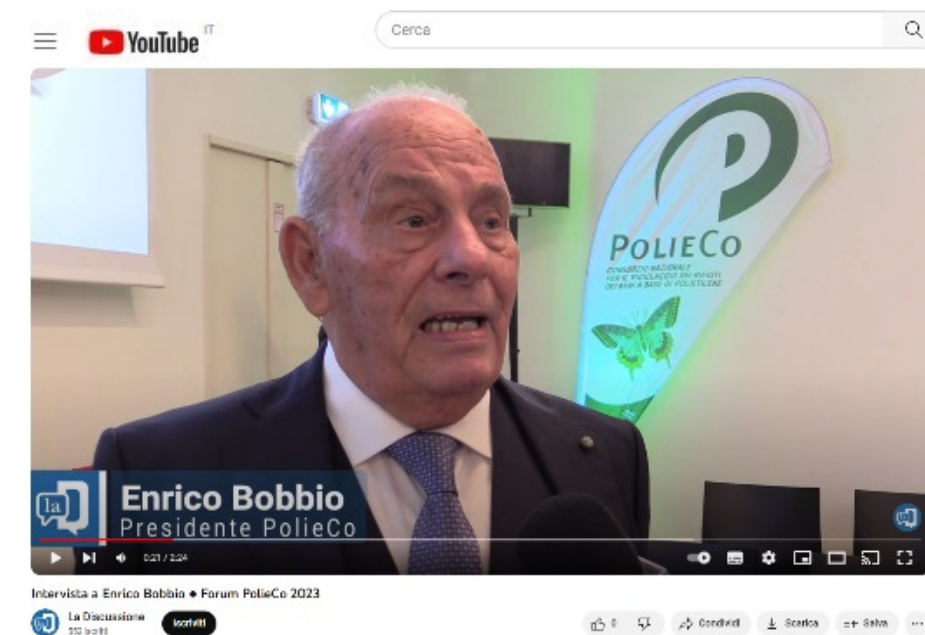 YouTube IT
Cerca
POLIECO
CONSORZIO NAZIONALE
PER IL RICICLAGGIO DEI RIFIUTI
DEI BENI A BASE DI POLIETILENE
la
Enrico Bobbio
Presidente PolieCo
0:21 / 2:24
Intervista a Enrico Bobbio • Forum PolieCo 2023
La Discussione
Iscriviti
0
Condividi
Scarica
Salva